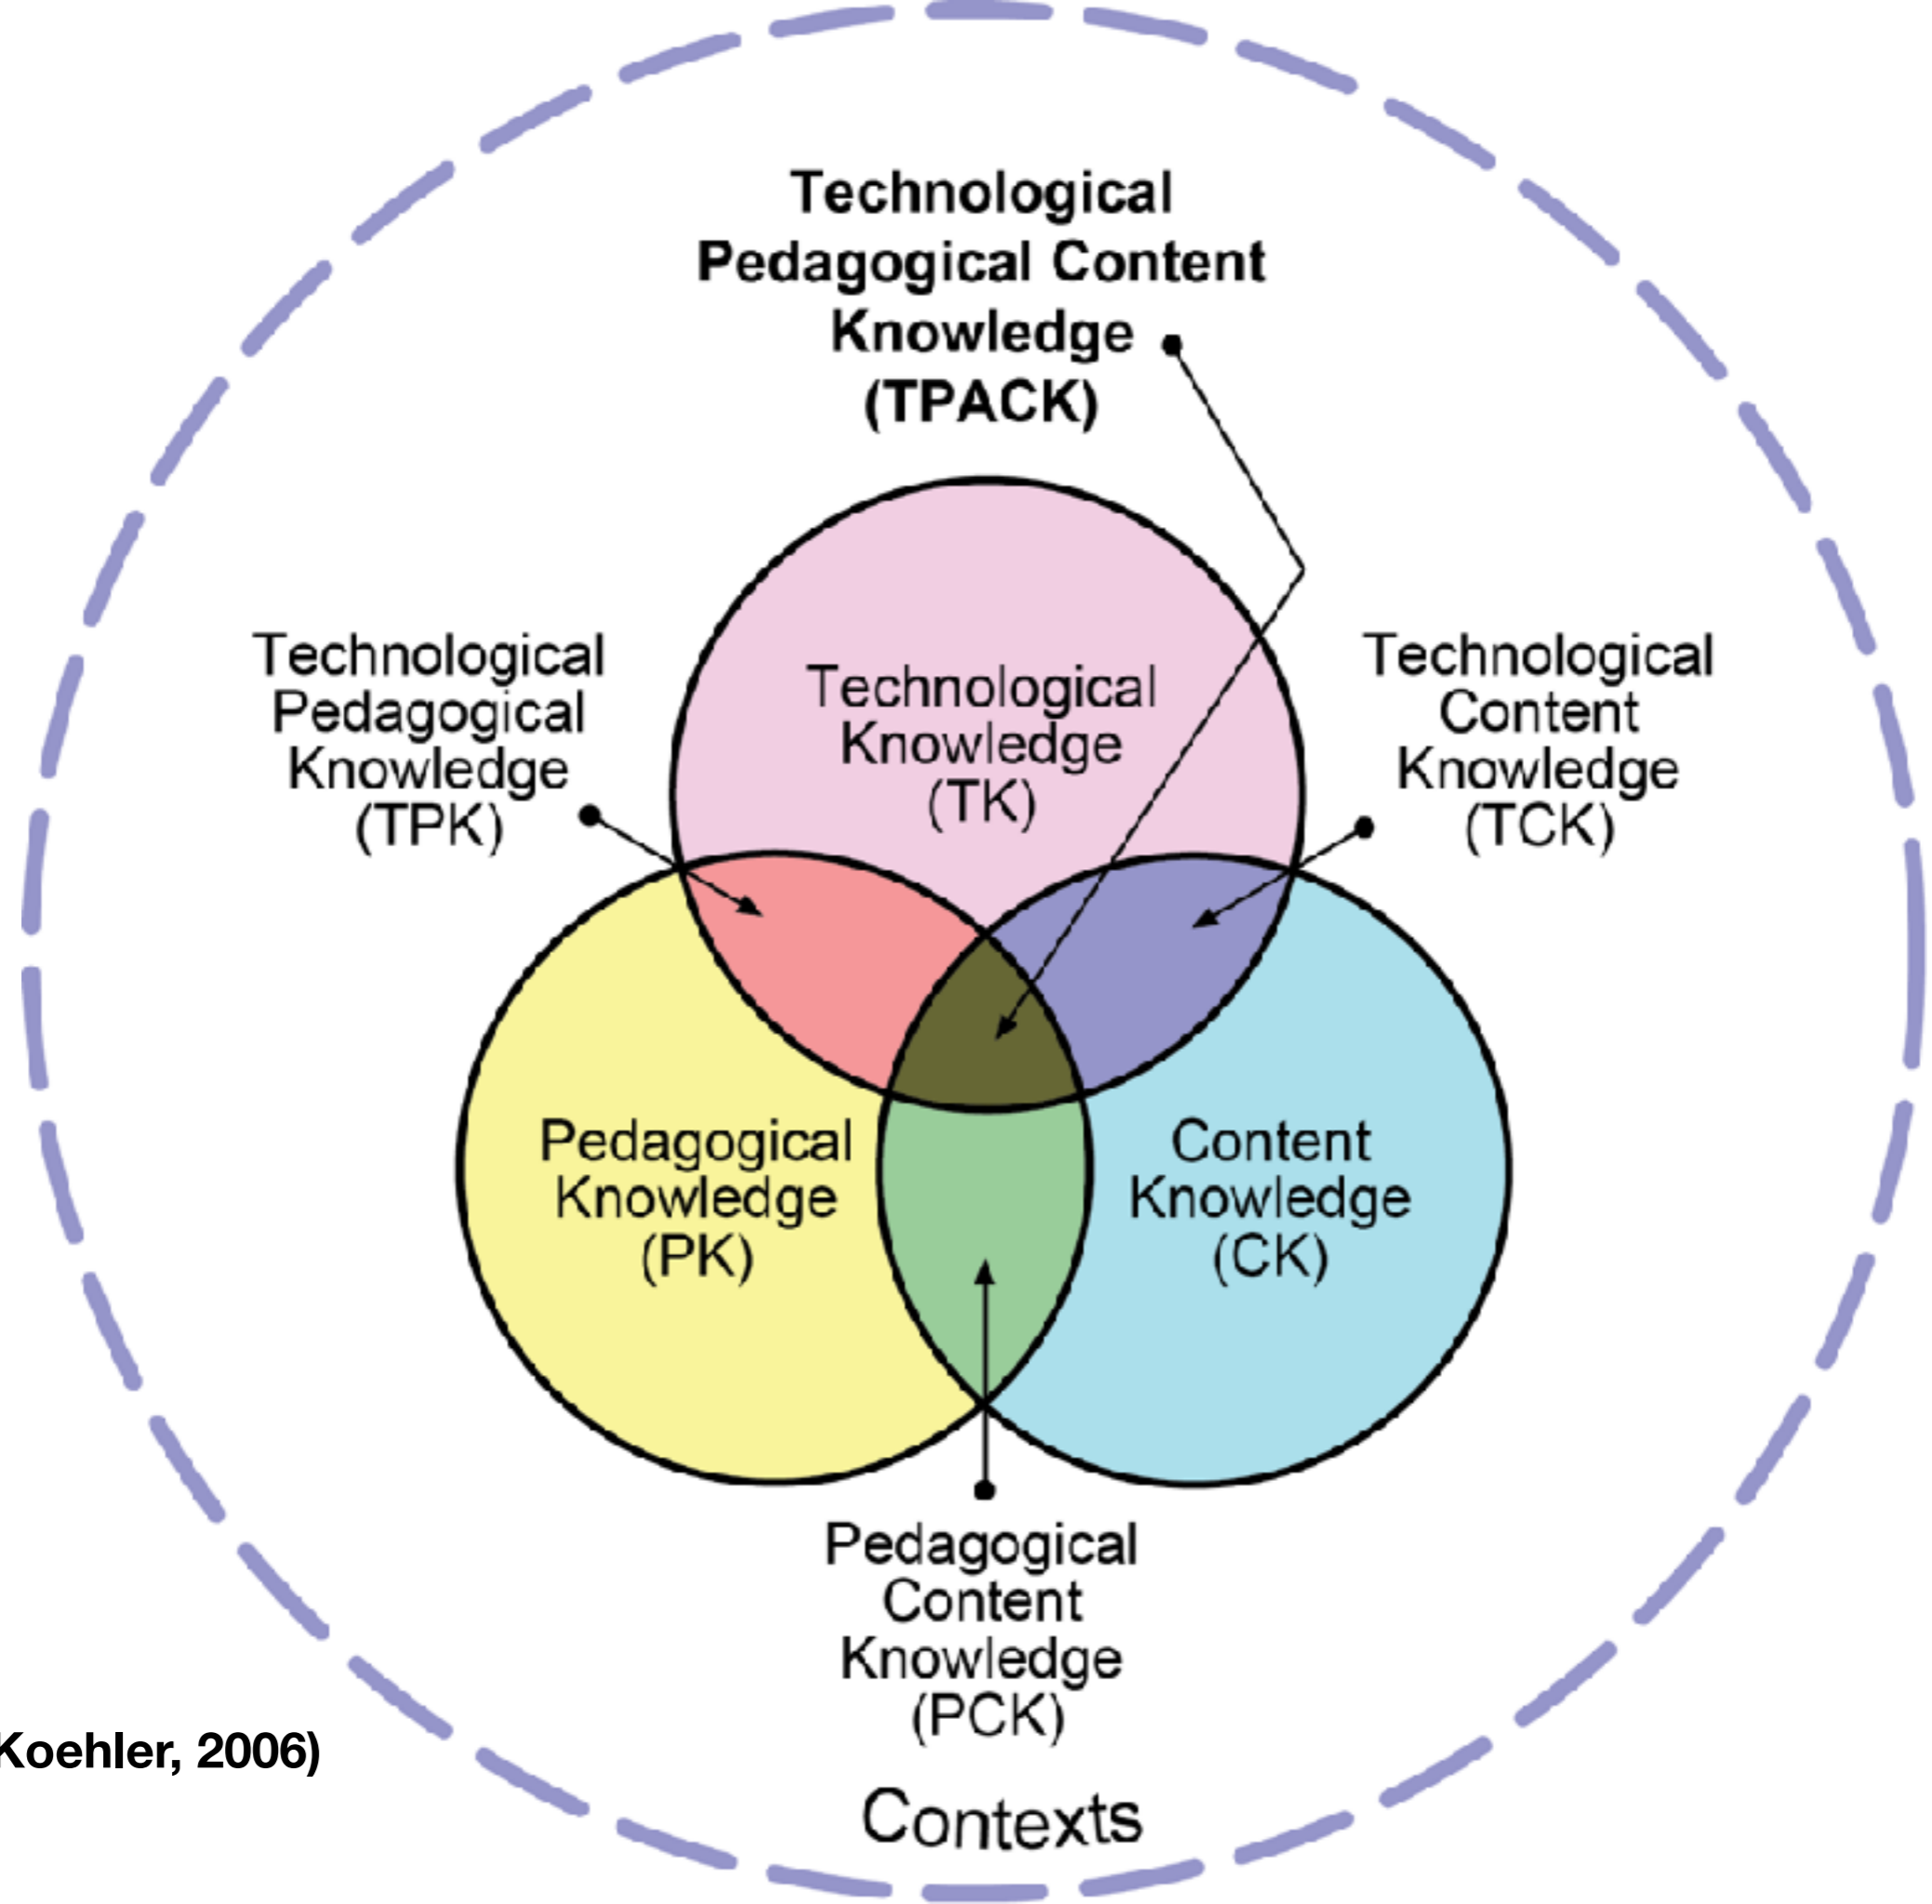 Technological
Pedagogical Content
Knowledge
(TPACK)
Technological
Pedagogical
Knowledge
(TPK)
Technological
Knowledge
(TK)
Technological
Content
Knowledge
(TCK)
Pedagogical
Knowledge
(PK)
Content
Knowledge
(CK)
Pedagogical
Content
Knowledge
(PCK)
Koehler, 2006)
Contexts